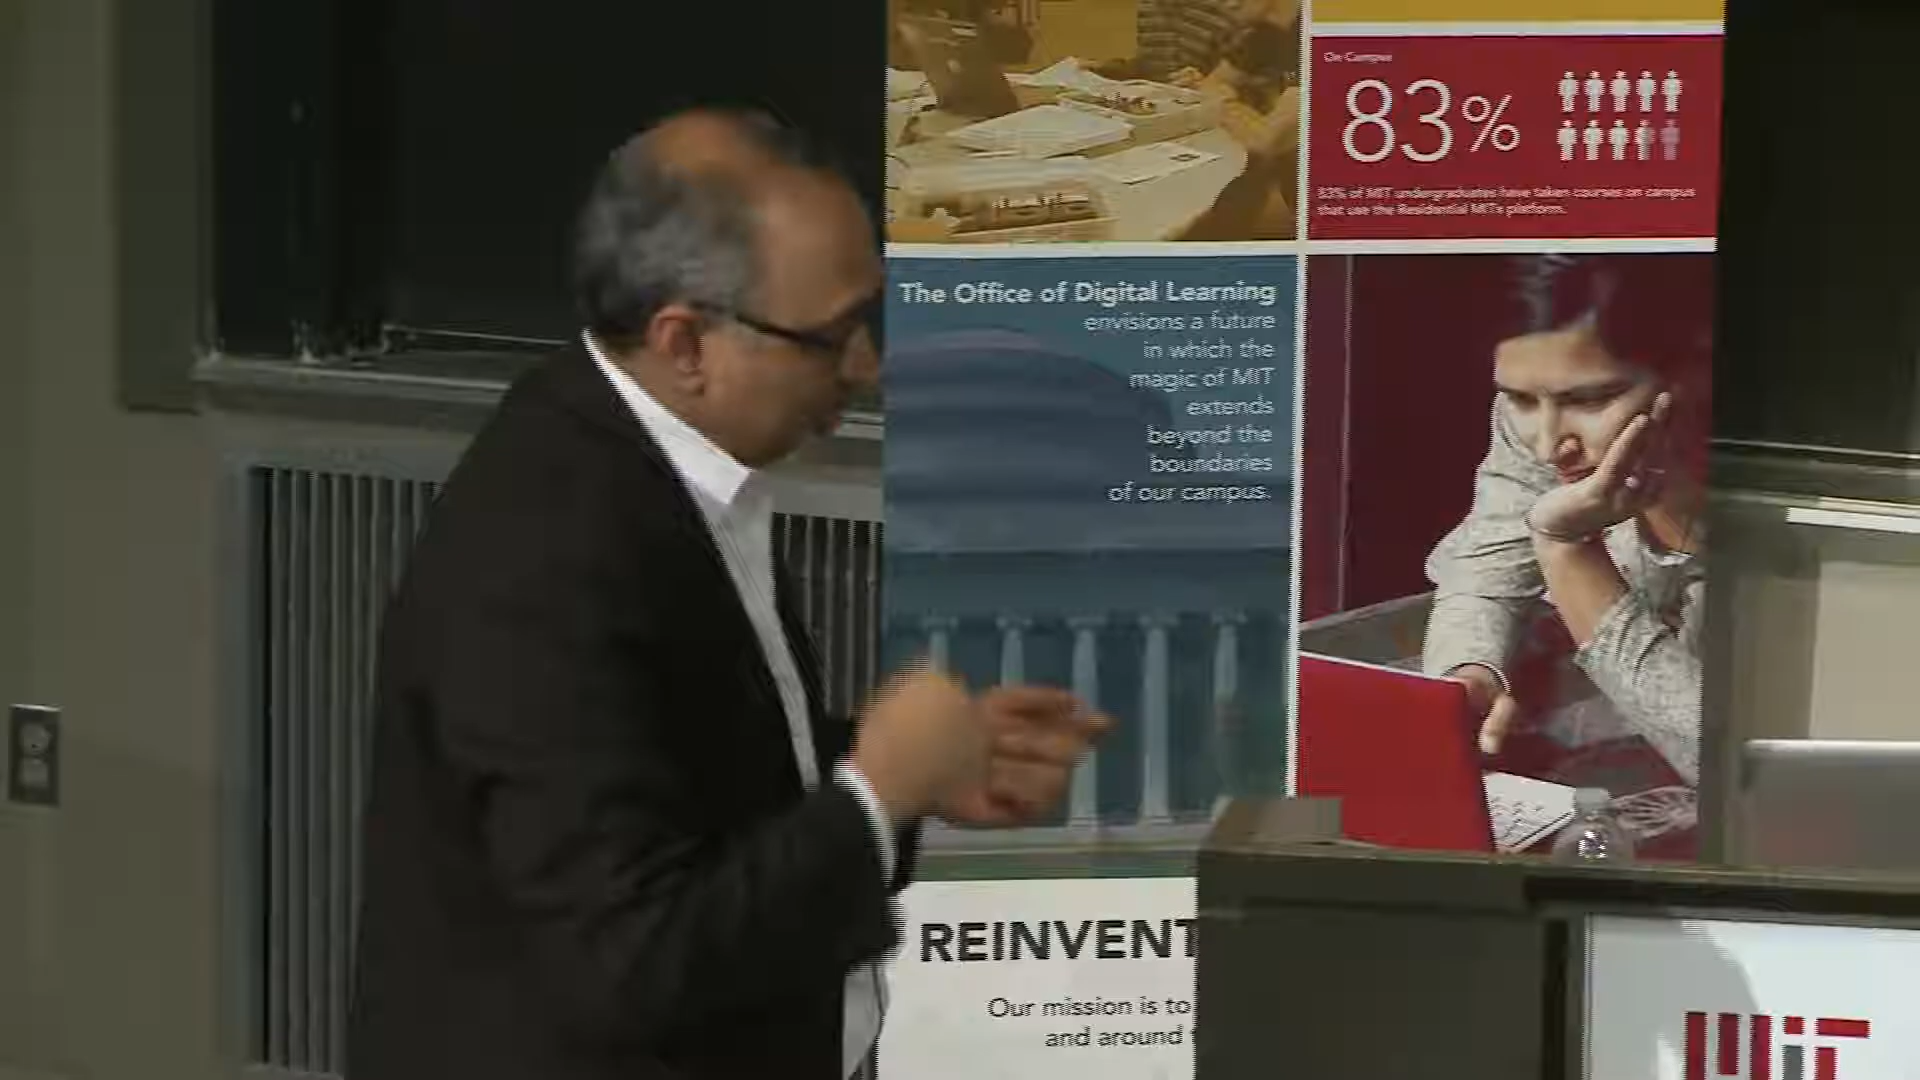 On Campus
83%
83% of MIT undergraduates have taken courses on campus
that use the Residential MITx platform.
The Office of Digital Learning
envisions a future
in which the
magic of MIT
extends
beyond the
boundaries
of our campus.
REINVENT
Our mission is to
and around
MIT